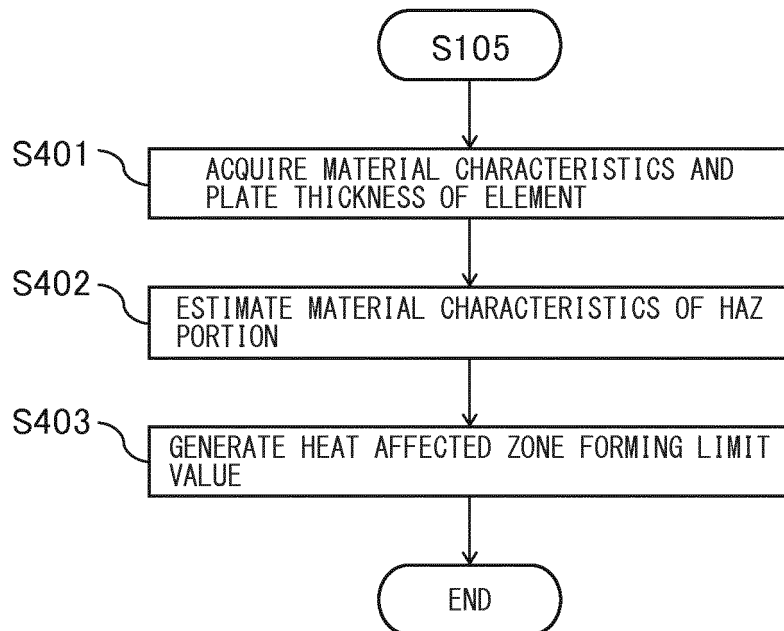 S105
S401
ACQUIRE MATERIAL CHARACTERISTICS AND
PLATE THICKNESS OF ELEMENT
S402
ESTIMATE MATERIAL CHARACTERISTICS OF HAZ
PORTION
S403
GENERATE HEAT AFFECTED ZONE FORMING LIMIT
VALUE
END